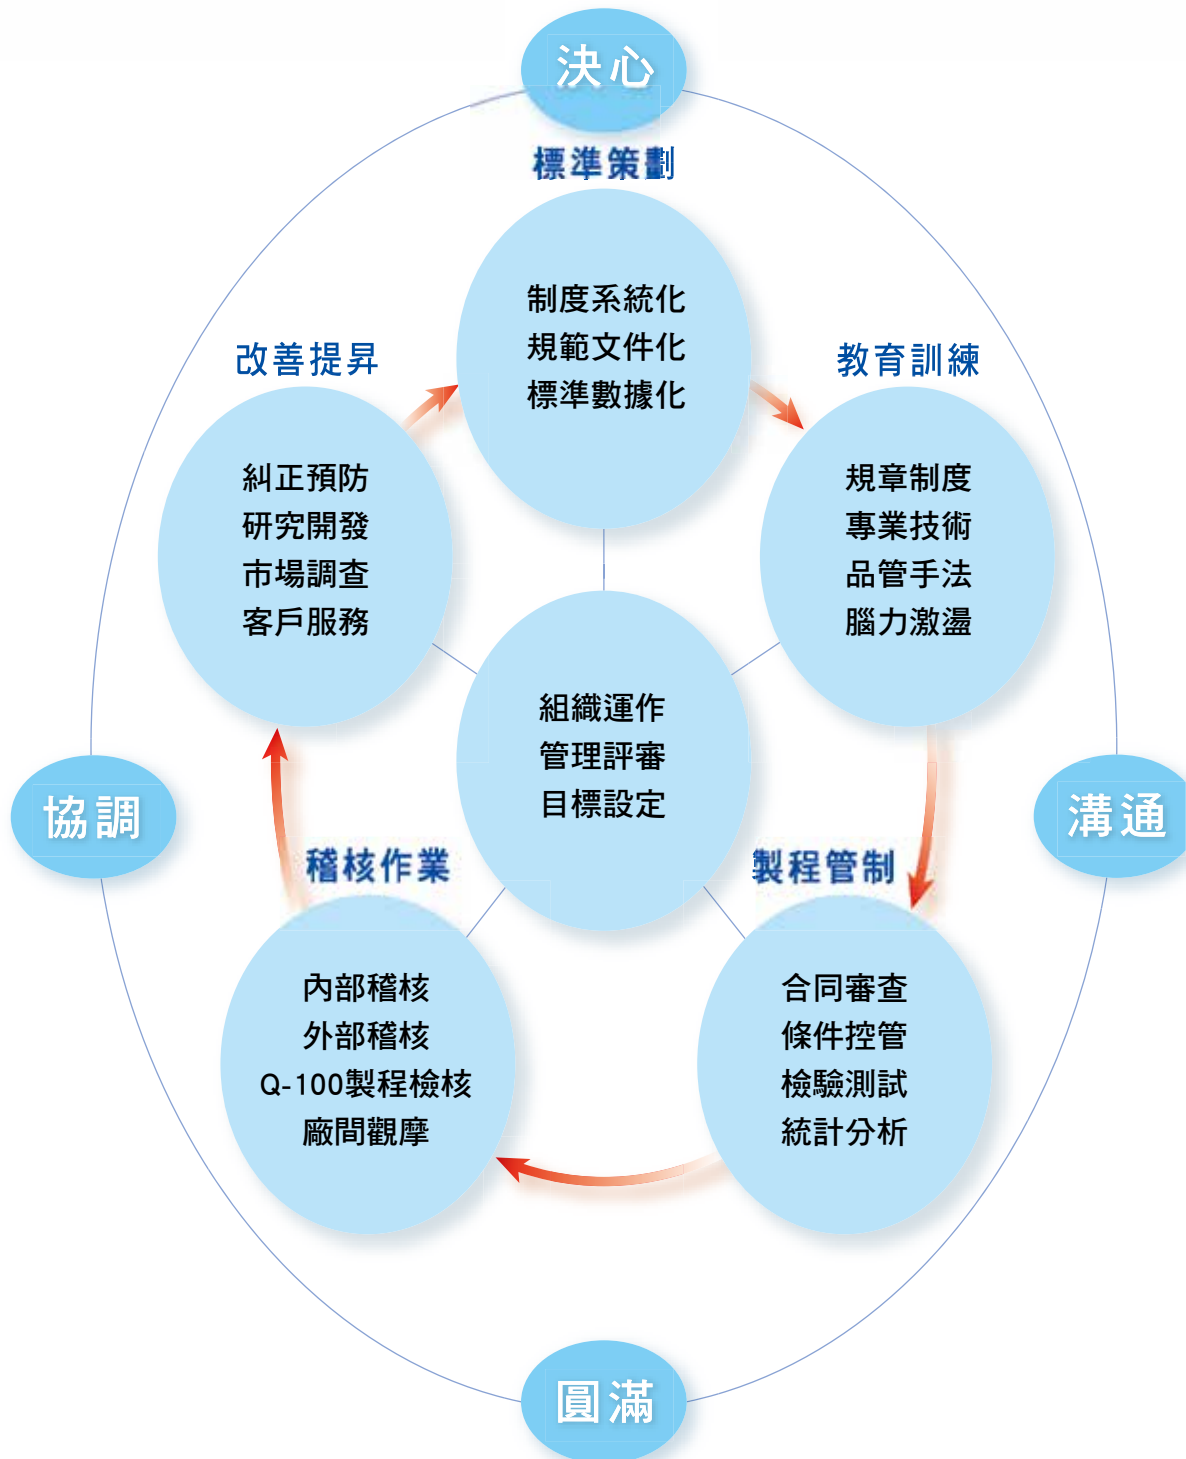 決心
標準策劃
制度系統化
規範文件化
標準數據化
改善提昇
糾正預防
研究開發
市場調查
客戶服務
教育訓練
規章制度
專業技術
品管手法
腦力激盪
組織運作
管理評審
目標設定
協調
溝通
稽核作業
內部稽核
外部稽核
Q-100製程檢核
廠間觀摩
製程管制
合同審查
條件控管
檢驗測試
統計分析
圓滿